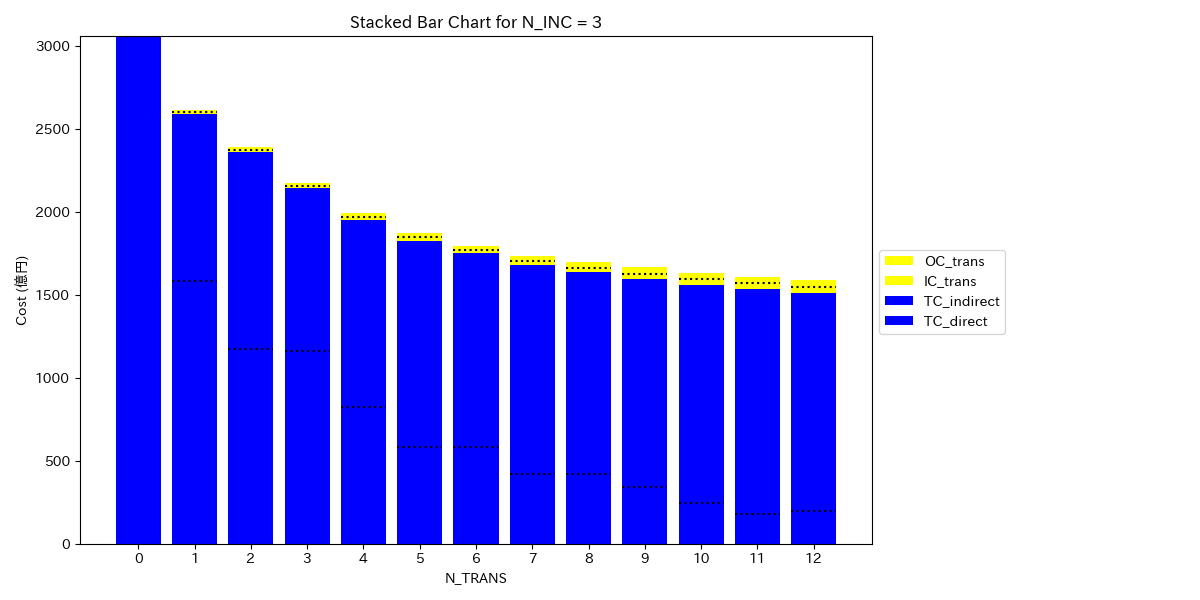 Stacked Bar Chart for N_INC = 3
Cost (億円)
3000
2500
2000
1500
1000
500
0
0 1 2 3 4 5 6 7 8 9 10 11 12
N_TRANS
OC_trans
IC_trans
TC_indirect
TC_direct